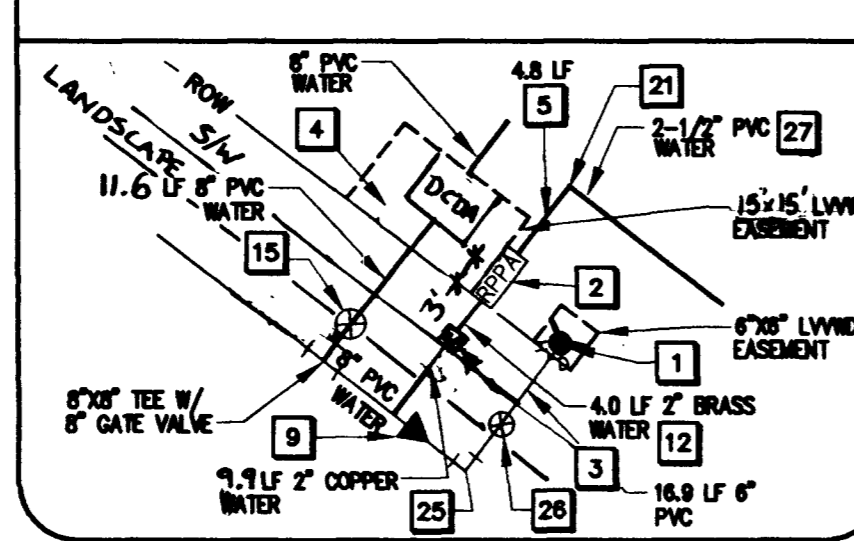 8" PVC
WATER
4.8 LF
5
21
2-1/2" PVC
WATER
27
ROW
S/W
LANDSCAPE
4
DCDA
11.6 LF 8" PVC
WATER
15'x15' LVVW
EASEMENT
15
3'
RPPA
2
6"X6" LVVWD
EASEMENT
1
8" PVC
WATER
8"X8" TEE W/
8" GATE VALVE
4.0 LF 2" BRASS
WATER
12
9
3
9.9 LF 2" COPPER
WATER
25
26
16.9 LF 6"
PVC